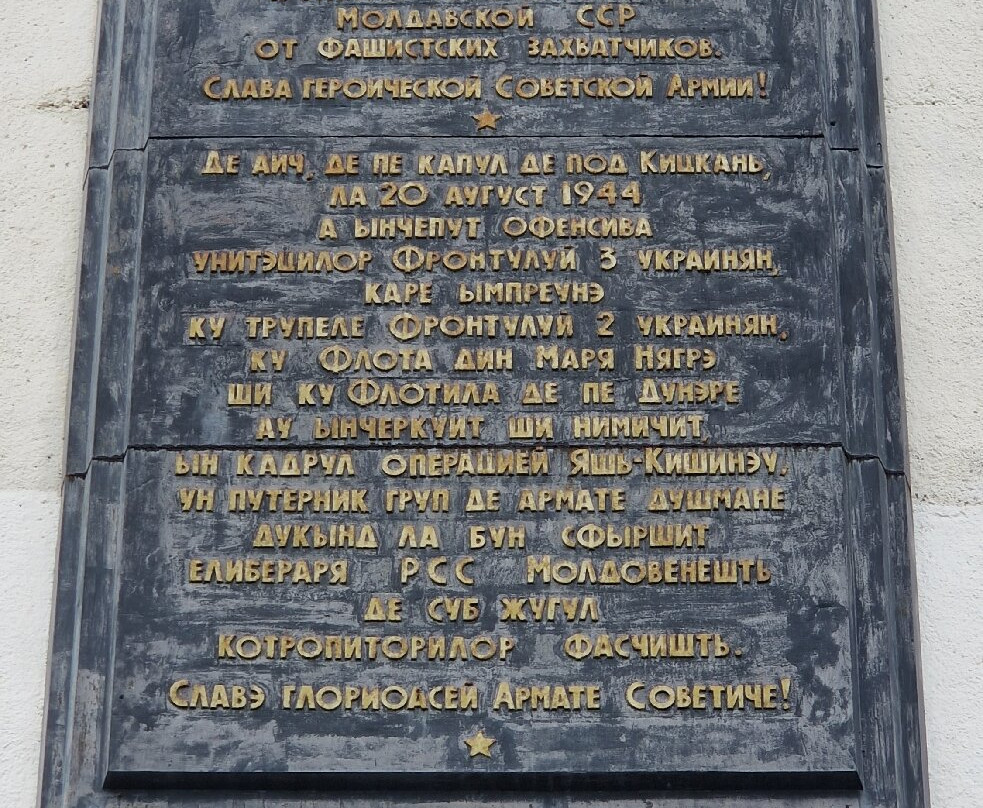 МОЛДАВСКОЙ ССР
ОТ ФАШИСТСКИХ ЗАХВАТЧИКОВ.
СЛАВА ГЕРОИЧЕСКОЙ СОВЕТСКОЙ АРМИИ!
ДЕ АИЧ, ДЕ ПЕ КАПУЛ ДЕ ПОД КИЦКАНЬ,
ЛА 20 АУГУСТ 1944
А ЫНЧЕПУТ ОФЕНСИВА
УНИТЭЦИЛОР ФРОНТУЛУЙ 3 УКРАИНЯН,
КАРЕ ЫМПРЕУНЭ
КУ ТРУПЕЛЕ ФРОНТУЛУЙ 2 УКРАИНЯН,
КУ ФЛОТА ДИН МАРЯ НЯГРЭ
ШИ КУ ФЛОТИЛА ДЕ ПЕ ДУНЭРЕ
АУ ЫНЧЕРКУИТ ШИ НИМИЧИТ,
ЫН КАДРУЛ ОПЕРАЦИЕЙ ЯШЬ-КИШИНЭУ,
УН ПУТЕРНИК ГРУП ДЕ АРМАТЕ ДУШМАНЕ
ДУКЫНД ЛА БУН СФЫРШИТ
ЕЛИБЕРАРЯ РСС МОЛДОВЕНЕШТЬ
ДЕ СУБ ЖУГУЛ
КОТРОПИТОРИЛОР ФАСЧИШТЬ.
СЛАВЭ ГЛОРИОАСЕЙ АРМАТЕ СОВЕТИЧЕ!